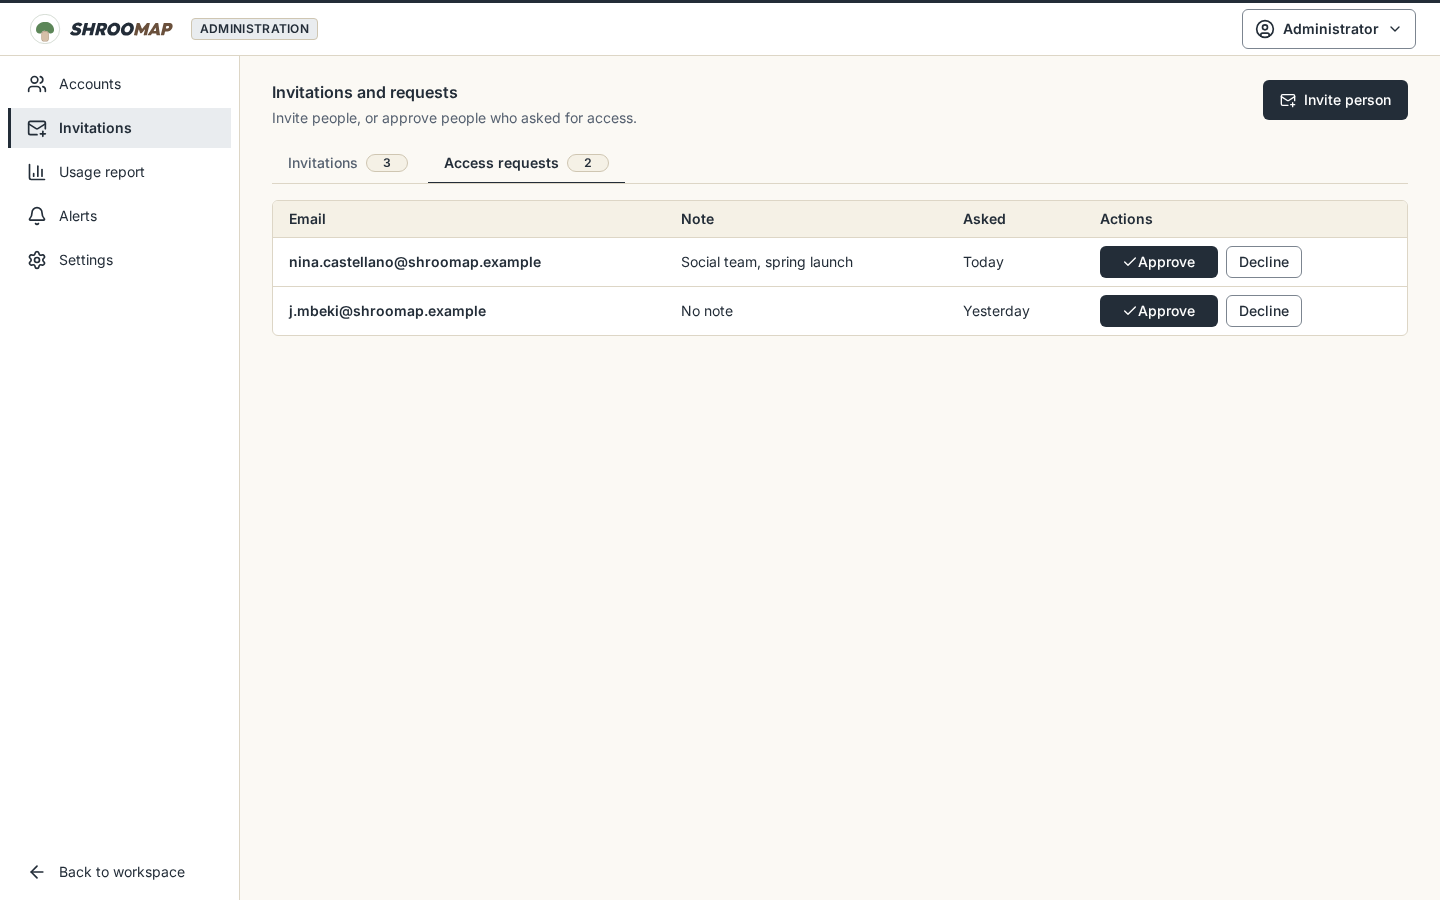 SHROOMAP
ADMINISTRATION
Administrator
Accounts
Invitations
Usage report
Alerts
Settings
Back to workspace
Invitations and requests
Invite people, or approve people who asked for access.
Invite person
Invitations 3
Access requests 2
Email Note Asked Actions
nina.castellano@shroomap.example Social team, spring launch Today Approve Decline
j.mbeki@shroomap.example No note Yesterday Approve Decline